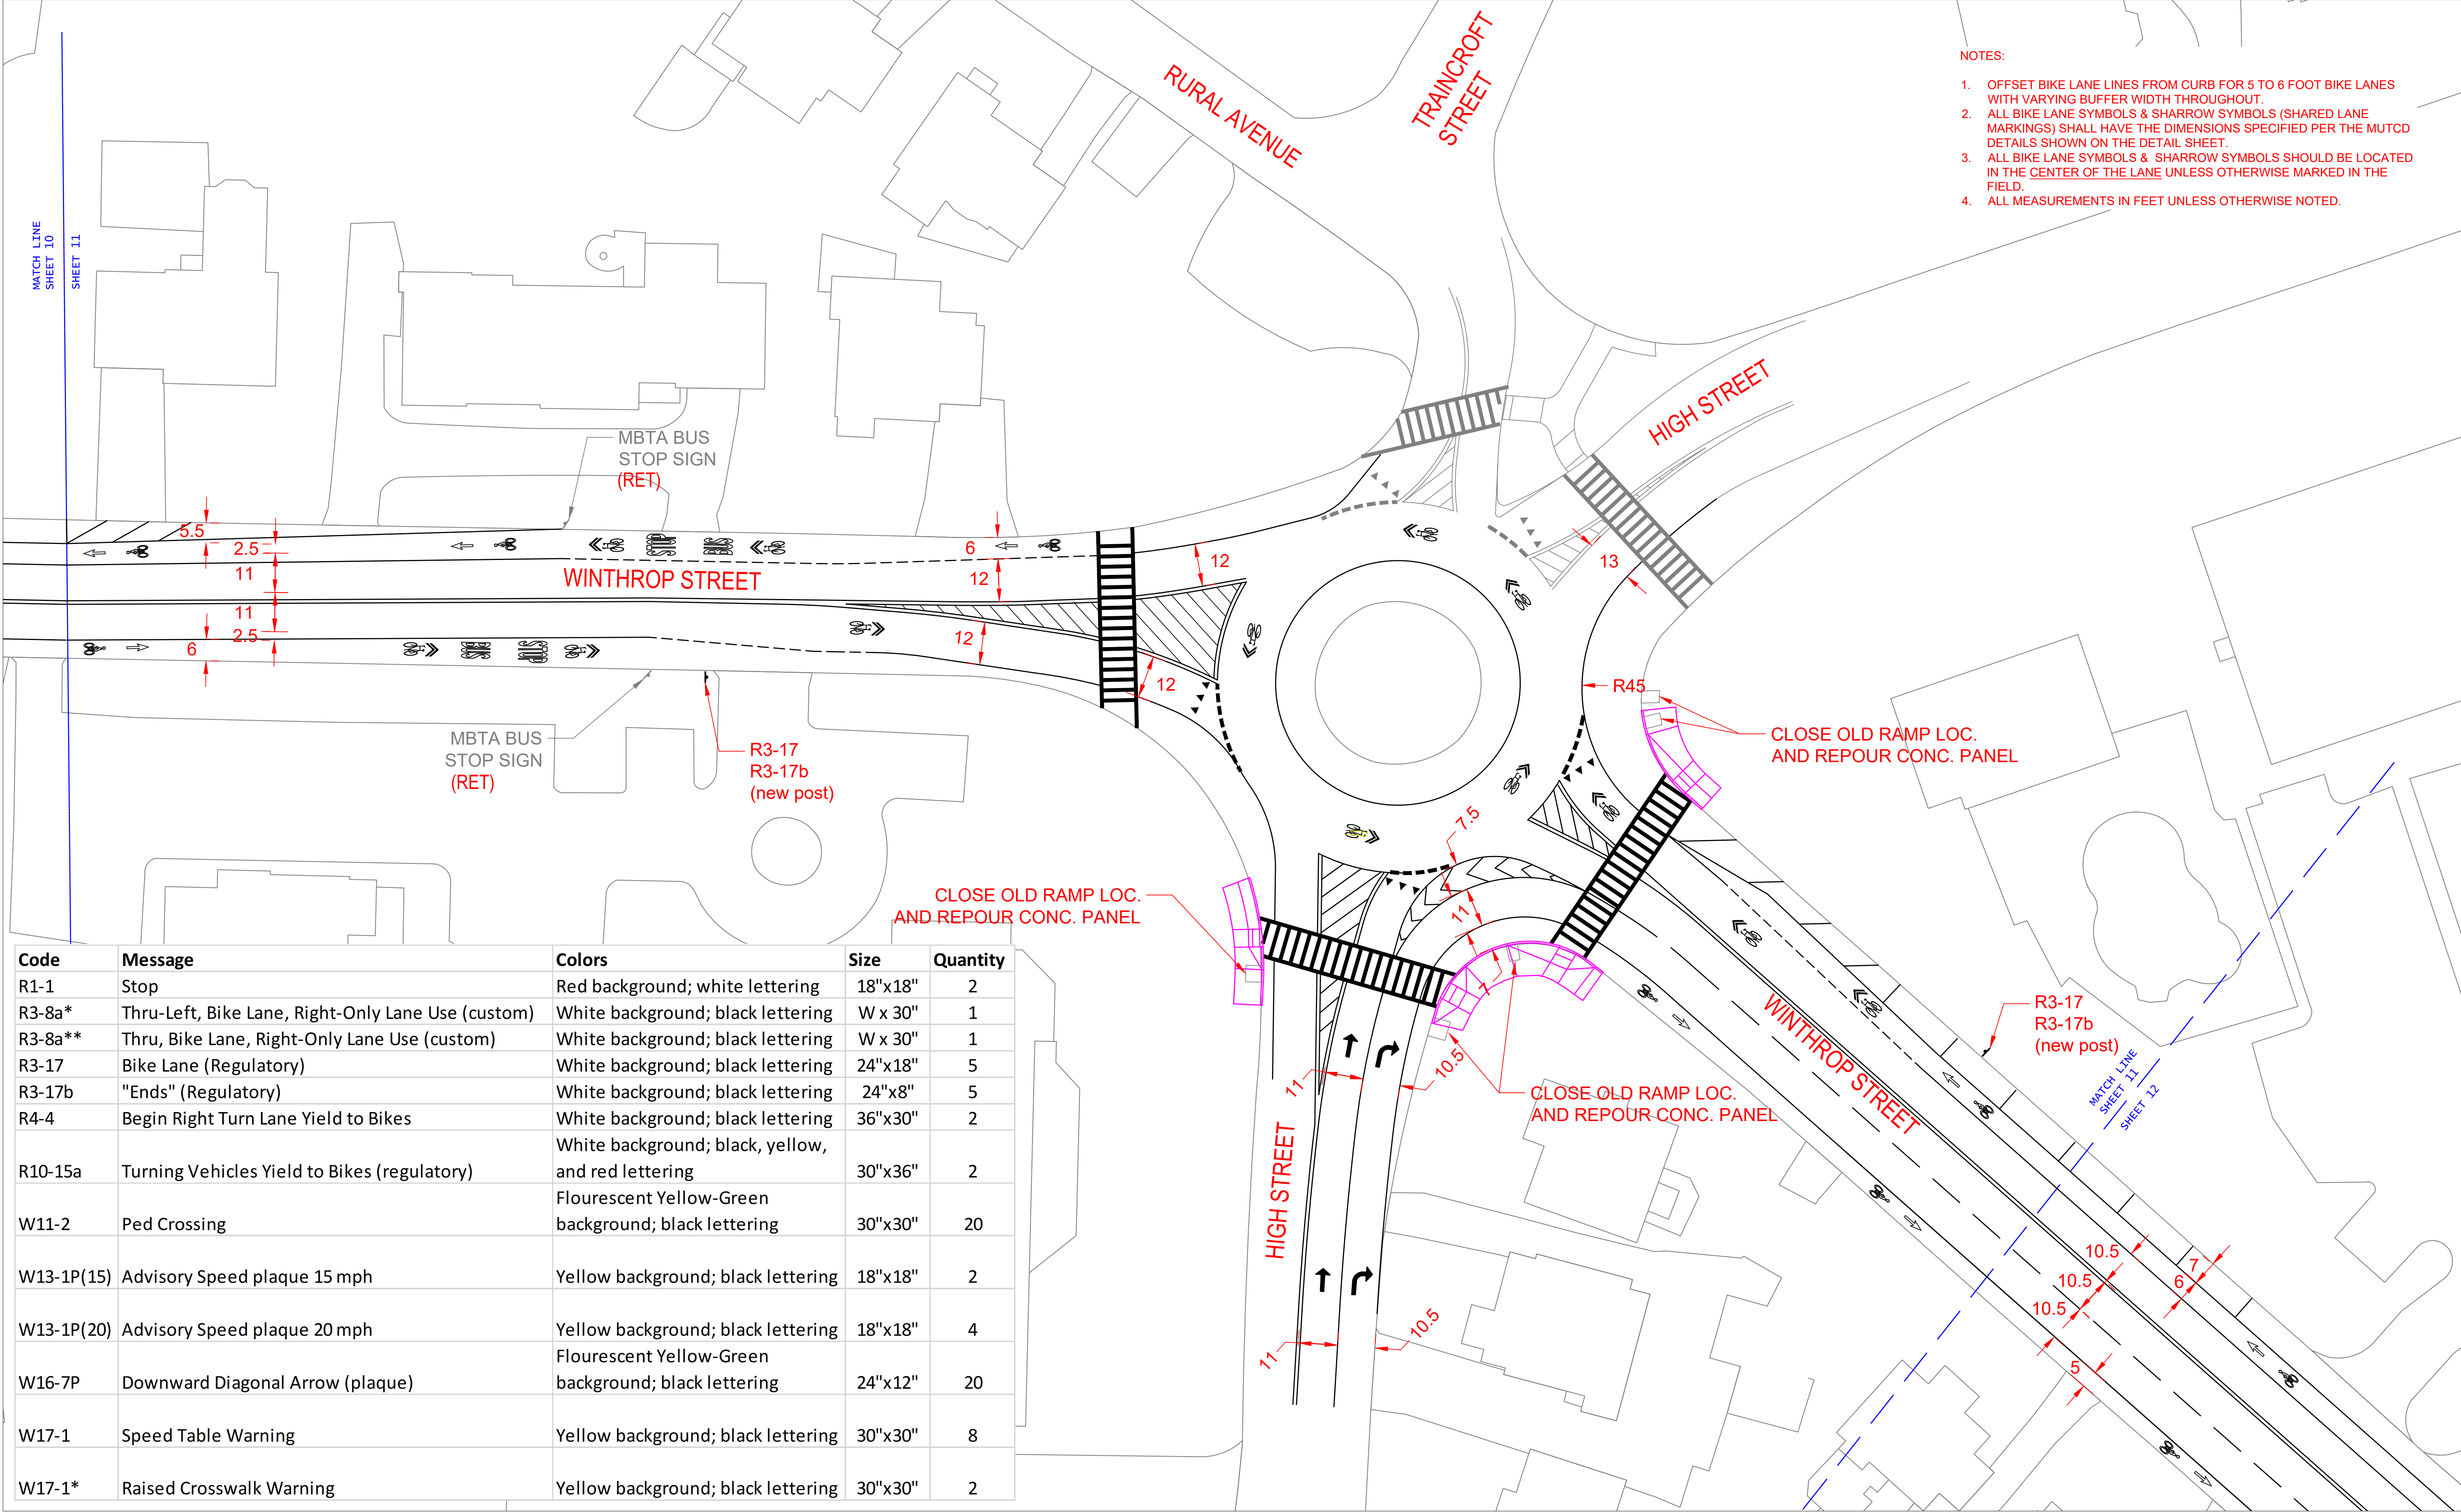 RURAL AVENUE
TRAINCROFT
STREET
NOTES:
1. OFFSET BIKE LANE LINES FROM CURB FOR 5 TO 6 FOOT BIKE LANES
WITH VARYING BUFFER WIDTH THROUGHOUT.
2. ALL BIKE LANE SYMBOLS & SHARROW SYMBOLS (SHARED LANE
MARKINGS) SHALL HAVE THE DIMENSIONS SPECIFIED PER THE MUTCD
DETAILS SHOWN ON THE DETAIL SHEET.
3. ALL BIKE LANE SYMBOLS & SHARROW SYMBOLS SHOULD BE LOCATED
IN THE CENTER OF THE LANE UNLESS OTHERWISE MARKED IN THE
FIELD.
4. ALL MEASUREMENTS IN FEET UNLESS OTHERWISE NOTED.
MATCH LINE
SHEET 10
SHEET 11
HIGH STREET
MBTA BUS
STOP SIGN
(RET)
5.5
2.5
11
11
2.5
6
STOP
BUS
WINTHROP STREET
6
12
12
13
BUS
STOP
12
12
R45
MBTA BUS
STOP SIGN
(RET)
R3-17
R3-17b
(new post)
CLOSE OLD RAMP LOC.
AND REPOUR CONC. PANEL
7.5
11
7
CLOSE OLD RAMP LOC.
AND REPOUR CONC. PANEL
11
10.5
CLOSE OLD RAMP LOC.
AND REPOUR CONC. PANEL
HIGH STREET
11
10.5
WINTHROP STREET
R3-17
R3-17b
(new post)
MATCH LINE
SHEET 11
SHEET 12
10.5
7
10.5
6
10.5
5
Code Message Colors Size Quantity
R1-1 Stop Red background; white lettering 18"x18" 2
R3-8a* Thru-Left, Bike Lane, Right-Only Lane Use (custom) White background; black lettering W x 30" 1
R3-8a** Thru, Bike Lane, Right-Only Lane Use (custom) White background; black lettering W x 30" 1
R3-17 Bike Lane (Regulatory) White background; black lettering 24"x18" 5
R3-17b "Ends" (Regulatory) White background; black lettering 24"x8" 5
R4-4 Begin Right Turn Lane Yield to Bikes White background; black lettering 36"x30" 2
White background; black, yellow,
R10-15a Turning Vehicles Yield to Bikes (regulatory) and red lettering 30"x36" 2
Flourescent Yellow-Green
W11-2 Ped Crossing background; black lettering 30"x30" 20
W13-1P(15) Advisory Speed plaque 15 mph Yellow background; black lettering 18"x18" 2
W13-1P(20) Advisory Speed plaque 20 mph Yellow background; black lettering 18"x18" 4
Flourescent Yellow-Green
W16-7P Downward Diagonal Arrow (plaque) background; black lettering 24"x12" 20
W17-1 Speed Table Warning Yellow background; black lettering 30"x30" 8
W17-1* Raised Crosswalk Warning Yellow background; black lettering 30"x30" 2